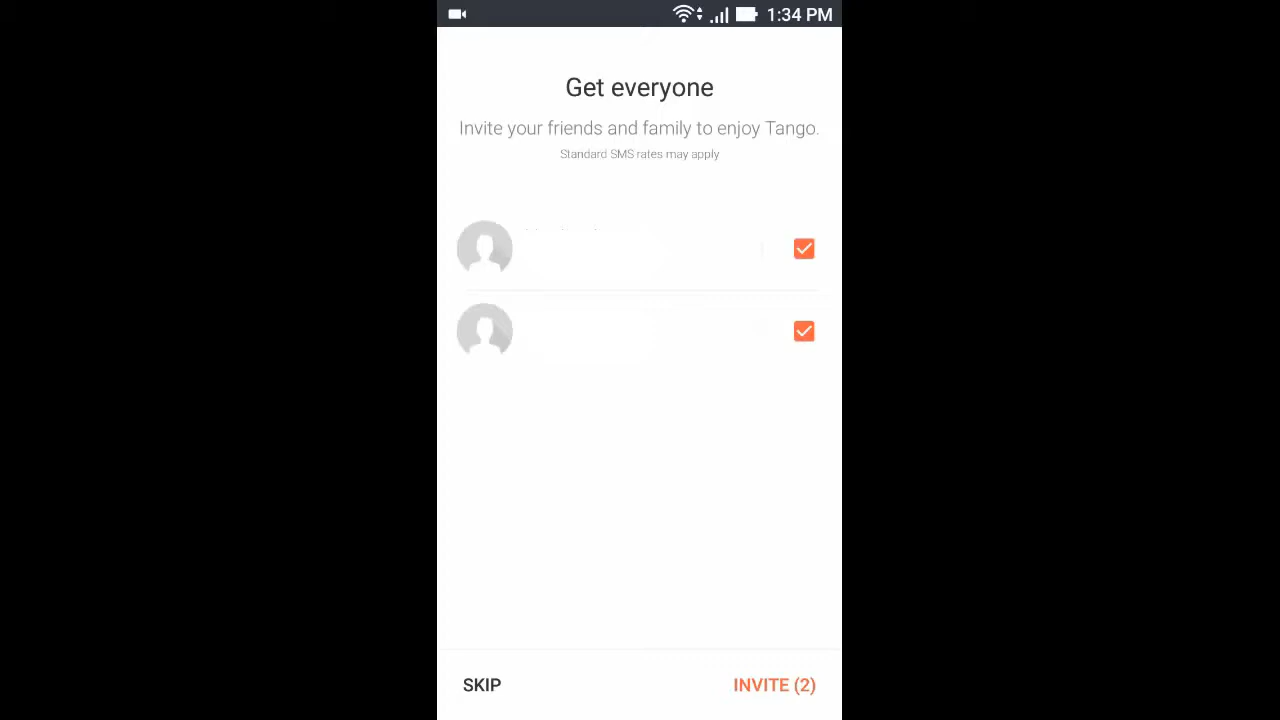 1:34 PM
Get everyone
Invite your friends and family to enjoy Tango.
Standard SMS rates may apply
SKIP
INVITE (2)